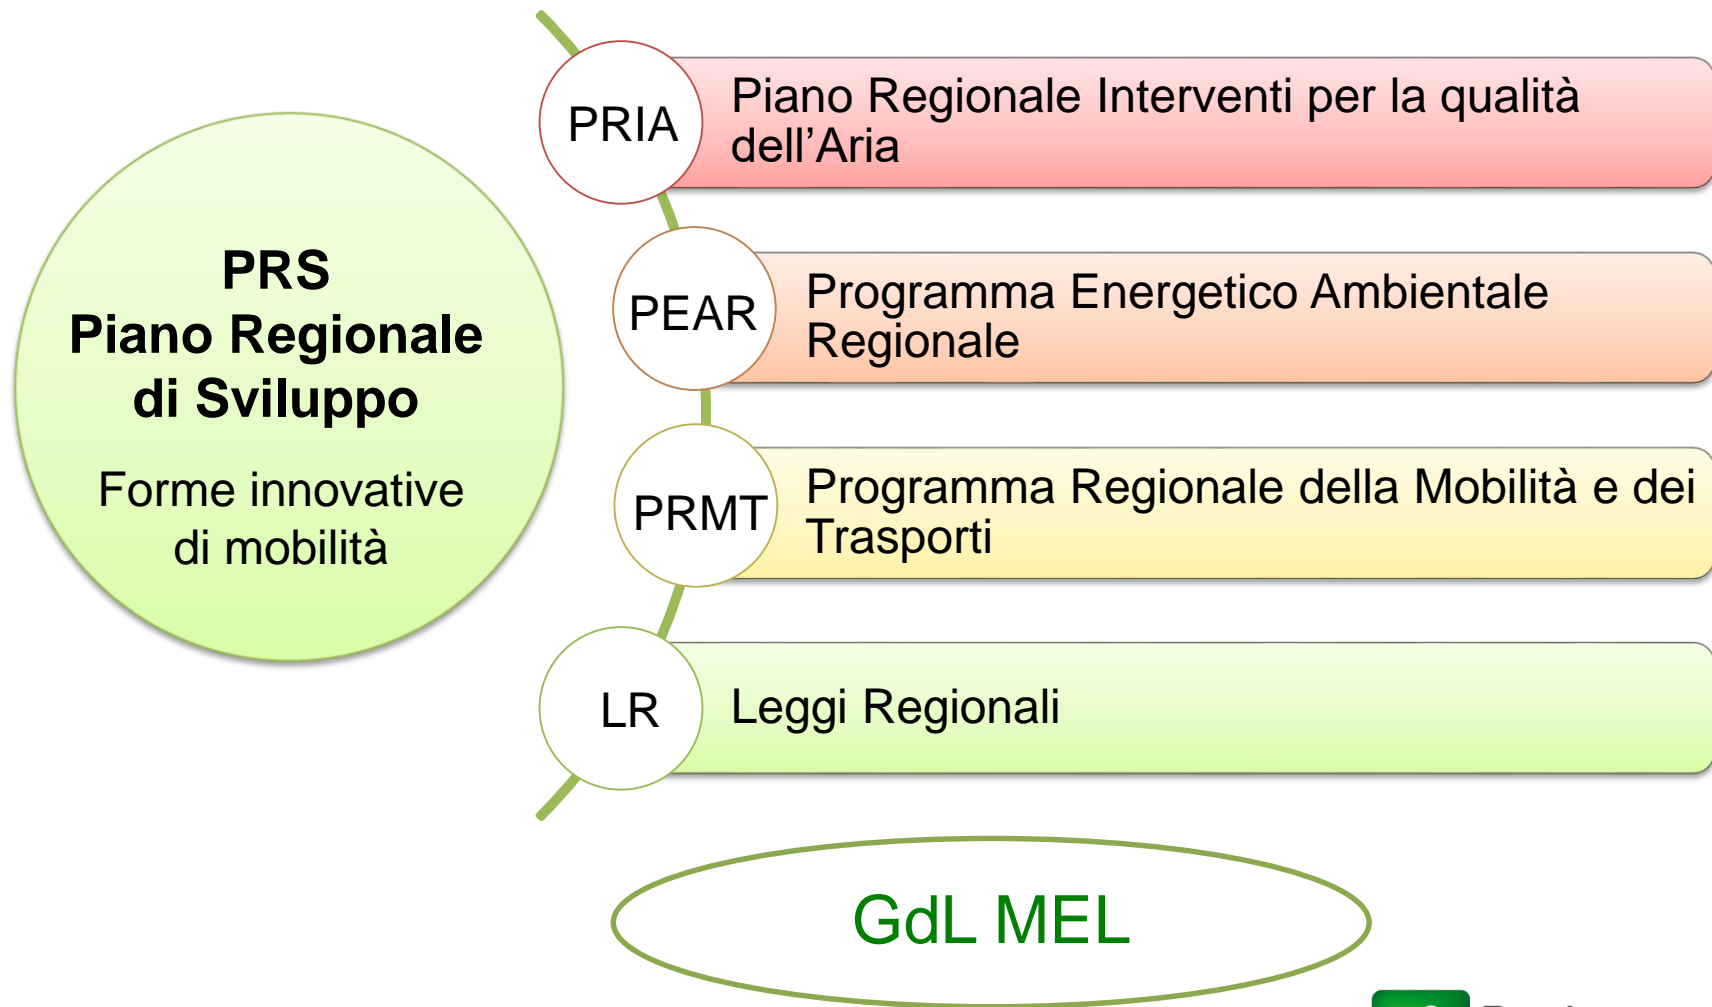 PRS
Piano Regionale
di Sviluppo
Forme innovative
di mobilità
PRIA
Piano Regionale Interventi per la qualità
dell’Aria
PEAR
Programma Energetico Ambientale
Regionale
PRMT
Programma Regionale della Mobilità e dei
Trasporti
LR
Leggi Regionali
GdL MEL